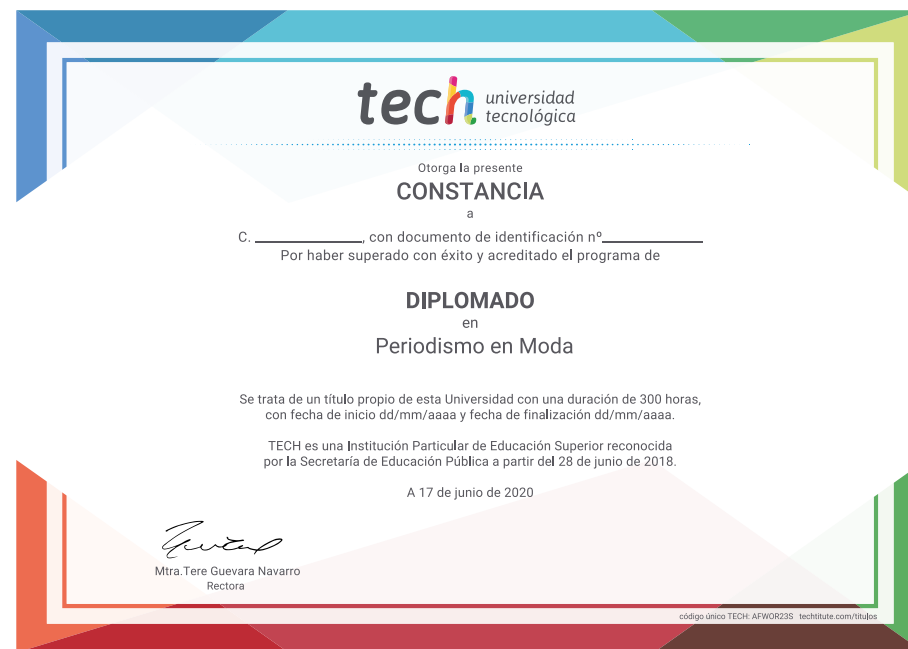 tech universidad
tecnológica
Otorga la presente
CONSTANCIA
a
C. ____________, con documento de identificación nº____________
Por haber superado con éxito y acreditado el programa de
DIPLOMADO
en
Periodismo en Moda
Se trata de un título propio de esta Universidad con una duración de 300 horas,
con fecha de inicio dd/mm/aaaa y fecha de finalización dd/mm/aaaa.
TECH es una Institución Particular de Educación Superior reconocida
por la Secretaría de Educación Pública a partir del 28 de junio de 2018.
A 17 de junio de 2020
Mtra.Tere Guevara Navarro
Rectora
código único TECH: AFWOR23S techtitute.com/titulos